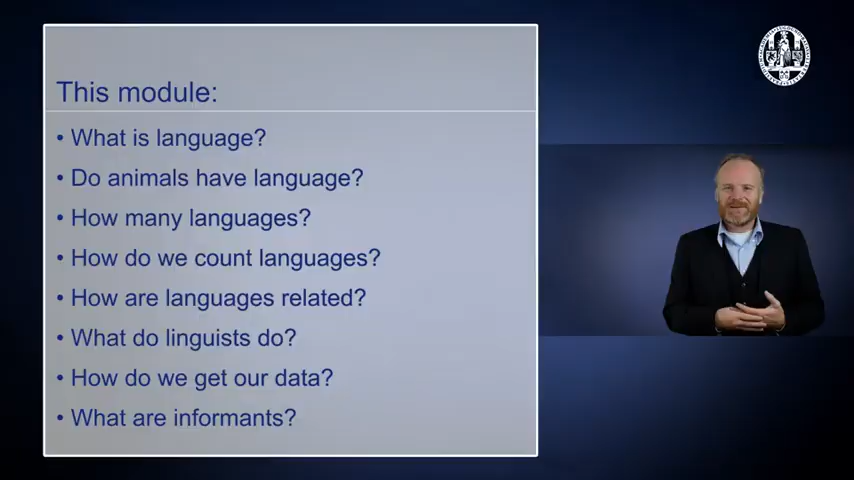 This module:
• What is language?
• Do animals have language?
• How many languages?
• How do we count languages?
• How are languages related?
• What do linguists do?
• How do we get our data?
• What are informants?